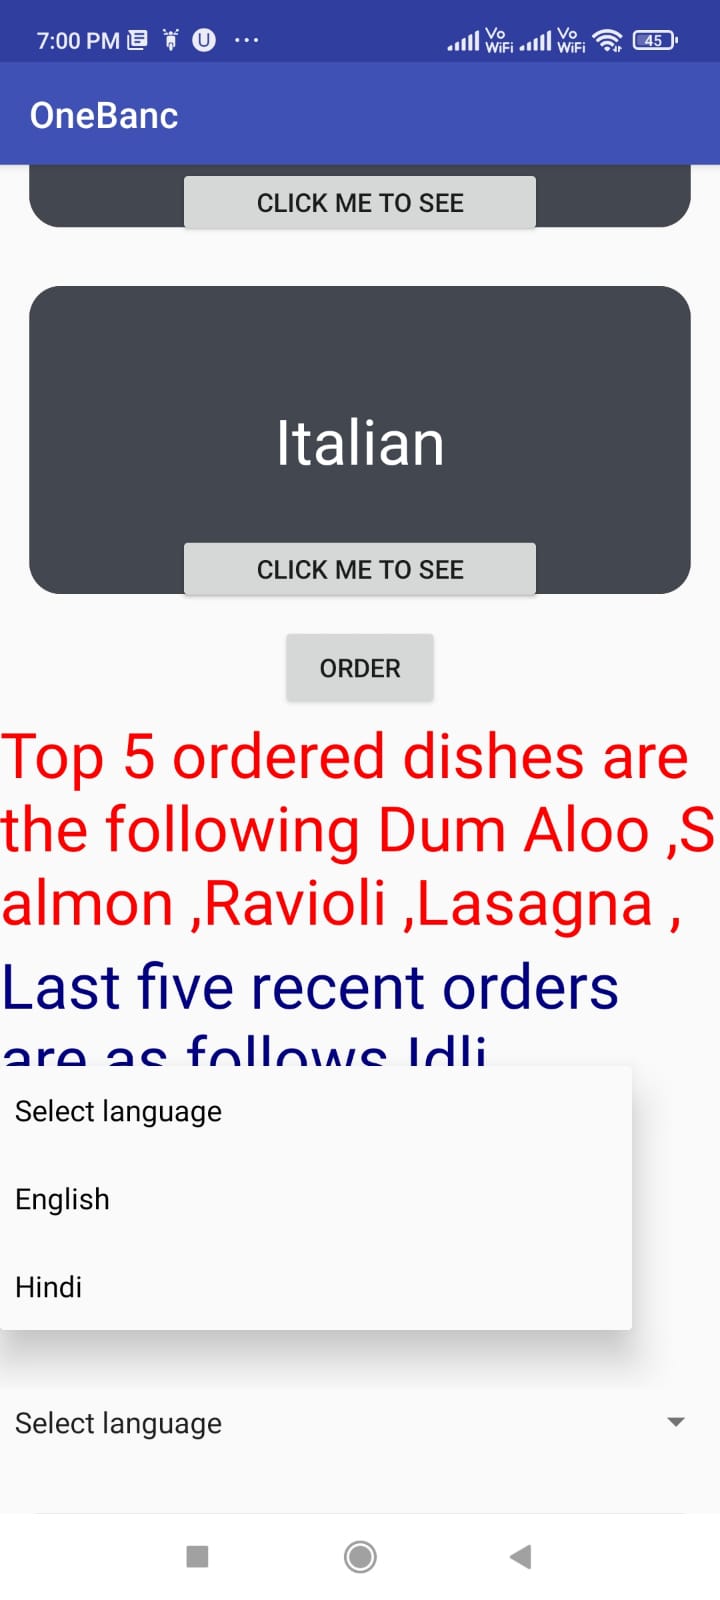 7:00 PM U ... Vo WiFi Vo WiFi 45
OneBanc
CLICK ME TO SEE
Italian
CLICK ME TO SEE
ORDER
Top 5 ordered dishes are
the following Dum Aloo ,S
almon ,Ravioli ,Lasagna ,
Last five recent orders
are as follows Idli
Select language
English
Hindi
Select language